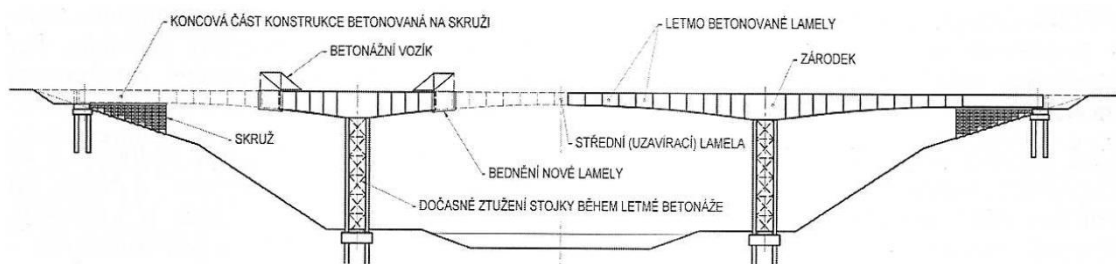 KONCOVÁ ČÁST KONSTRUKCE BETONOVANÁ NA SKRUŽI
LETMO BETONOVANÉ LAMELY
BETONÁŽNÍ VOZÍK
ZÁRODEK
SKRUŽ
STŘEDNÍ (UZAVÍRACÍ) LAMELA
BEDNĚNÍ NOVÉ LAMELY
DOČASNÉ ZTUŽENÍ STOJKY BĚHEM LETMÉ BETONÁŽE